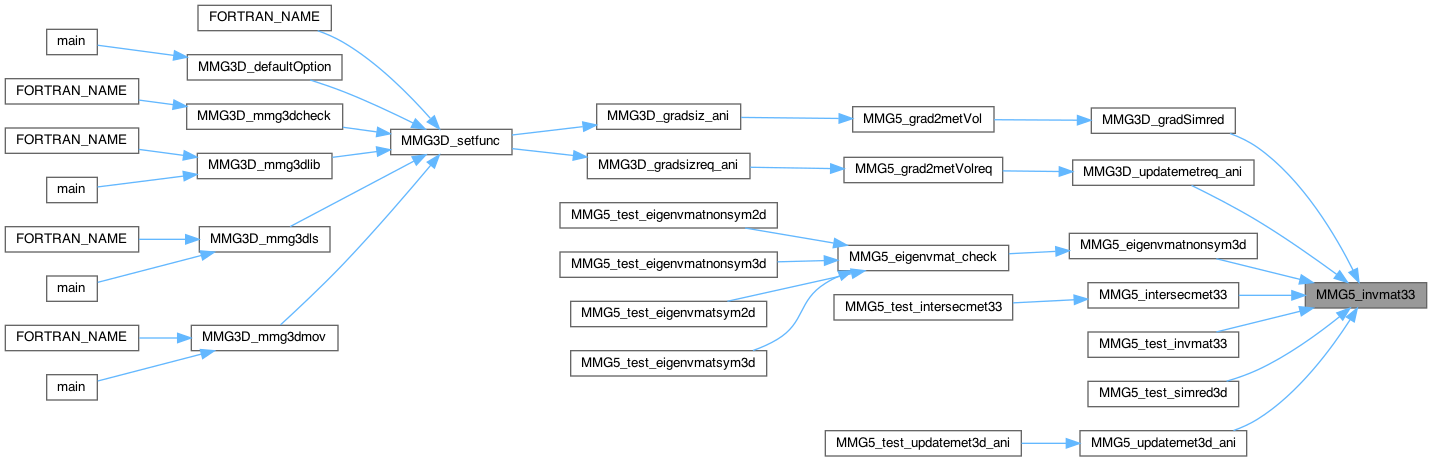 FORTRAN_NAME
main
MMG3D_defaultOption
FORTRAN_NAME
MMG3D_mmg3dcheck
FORTRAN_NAME
MMG3D_mmg3dlib
main
FORTRAN_NAME
MMG3D_mmg3dls
main
FORTRAN_NAME
MMG3D_mmg3dmov
main
MMG3D_setfunc
MMG3D_gradsiz_ani
MMG3D_gradsizreq_ani
MMG5_test_eigenvmatnonsym2d
MMG5_test_eigenvmatnonsym3d
MMG5_test_eigenvmatsym2d
MMG5_test_eigenvmatsym3d
MMG5_grad2metVol
MMG5_grad2metVolreq
MMG5_eigenvmat_check
MMG5_test_intersecmet33
MMG5_test_updatemet3d_ani
MMG3D_gradSimred
MMG3D_updatemetreq_ani
MMG5_eigenvmatnonsym3d
MMG5_intersecmet33
MMG5_test_invmat33
MMG5_test_simred3d
MMG5_updatemet3d_ani
MMG5_invmat33